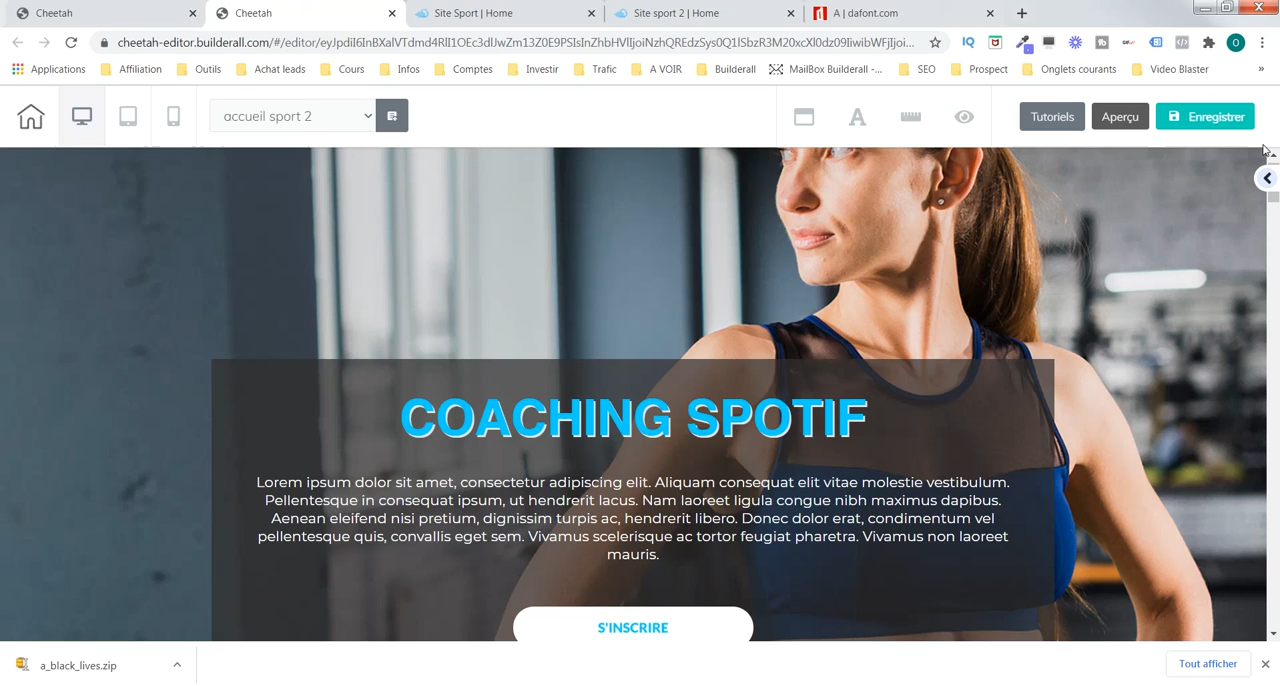 Cheetah
Cheetah
Site Sport | Home
Site sport 2 | Home
A | dafont.com
cheetah-editor.builderall.com/#/editor/
Applications
Affiliation
Outils
Achat leads
Cours
Infos
Comptes
Investir
Trafic
A VOIR
Builderall
MailBox Builderall -...
SEO
Prospect
Onglets courants
Video Blaster
»
accueil sport 2
Tutoriels
Aperçu
Enregistrer
COACHING SPOTIF
Lorem ipsum dolor sit amet, consectetur adipiscing elit. Aliquam consequat elit vitae molestie vestibulum.
Pellentesque in consequat ipsum, ut hendrerit lacus. Nam laoreet ligula congue nibh maximus dapibus.
Aenean eleifend nisi pretium, dignissim turpis ac, hendrerit libero. Donec dolor erat, condimentum vel
pellentesque quis, convallis eget sem. Vivamus scelerisque ac tortor feugiat pharetra. Vivamus non laoreet
mauris.
S'INSCRIRE
a_black_lives.zip
Tout afficher